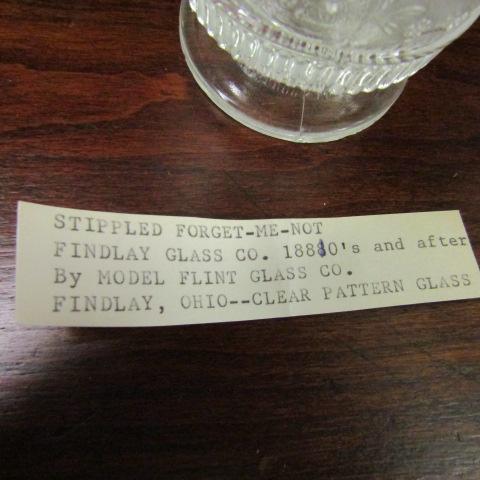 STIPPLED FORGET-ME-NOT
FINDLAY GLASS CO. 1880's and after
By MODEL FLINT GLASS CO.
FINDLAY, OHIO--CLEAR PATTERN GLASS